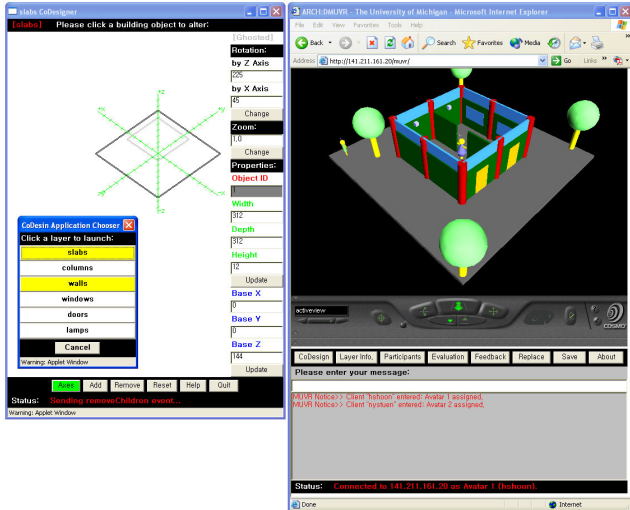 slabs CoDesigner
[slabs]  Please click a building object to alter:
[Ghosted]
Rotation:
by Z Axis
225
by X Axis
45
Change
Zoom:
1,0
Change
Properties:
Object ID
1
Width
312
Depth
312
Height
12
Update
Base X
0
Base Y
0
Base Z
144
Update
+Z
-X
-Y
+Y
+X
-Z
CoDesin Application Chooser
Click a layer to launch:
slabs
columns
walls
windows
doors
lamps
Cancel
Warning: Applet Window
Axes  Add  Remove  Reset  Help  Quit
Status:  Sending removeChildren event...
Warning: Applet Window
ARCH:DMUVR - The University of Michigan - Microsoft Internet Explorer
File  Edit  View  Favorites  Tools  Help
Back  Search  Favorites  Media
Address  http://141.211.161.20/muvr/  Go  Links
activeview
COSMO
CoDesign  Layer Info,  Participants  Evaluation  Feedback  Replace  Save  About
Please enter your message:
[MUVR Notice>> Client "hshoon" entered: Avatar 1 assigned,
[MUVR Notice>> Client "nystuen" entered: Avatar 2 assigned,
Status:  Connected to 141.211.161.20 as Avatar 1 (hshoon).
Done  Internet